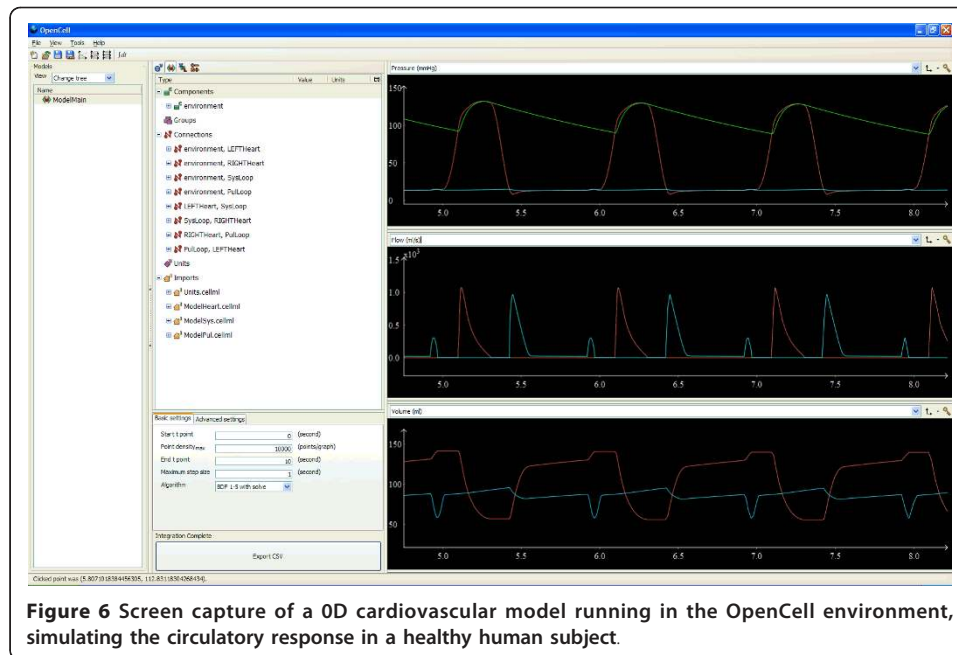 OpenCell
File View Tools Help
Models
View Change tree
Name
ModelMain
Type Value Units
Components
environment
Groups
Connections
environment, LEFTHeart
environment, RIGHTHeart
environment, SysLoop
environment, PulLoop
LEFTHeart, SysLoop
SysLoop, RIGHTHeart
RIGHTHeart, PulLoop
PulLoop, LEFTHeart
Units
Imports
Units.cellml
ModelHeart.cellml
ModelSys.cellml
ModelPul.cellml
Basic settings Advanced settings
Start t point 0 (second)
Point density max 10000 (points/graph)
End t point 10 (second)
Maximum step size 1 (second)
Algorithm BDF 1-5 with solve
Integration Complete
Export CSV
Pressure (mmHg)
150
100
50
0
5.0 5.5 6.0 6.5 7.0 7.5 8.0
Flow (ml/s)
1.5 ×10³
1.0
0.5
0.0
5.0 5.5 6.0 6.5 7.0 7.5 8.0
Volume (ml)
150
100
50
5.0 5.5 6.0 6.5 7.0 7.5 8.0
Clicked point was
Figure 6 Screen capture of a 0D cardiovascular model running in the OpenCell environment,
simulating the circulatory response in a healthy human subject.